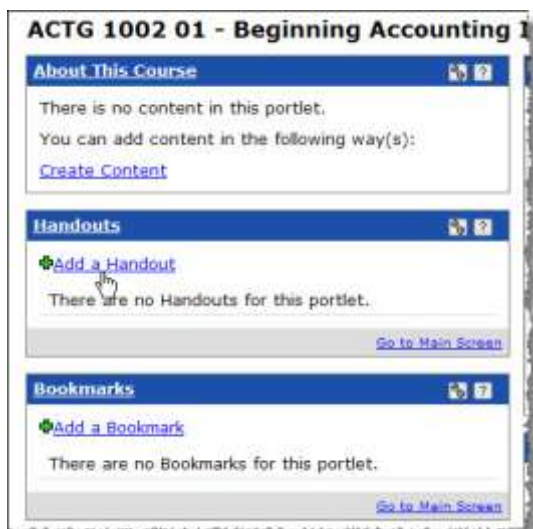 ACTG 1002 01 - Beginning Accounting I
About This Course
There is no content in this portlet.
You can add content in the following way(s):
Create Content
Handouts
Add a Handout
There are no Handouts for this portlet.
Go to Main Screen
Bookmarks
Add a Bookmark
There are no Bookmarks for this portlet.
Go to Main Screen